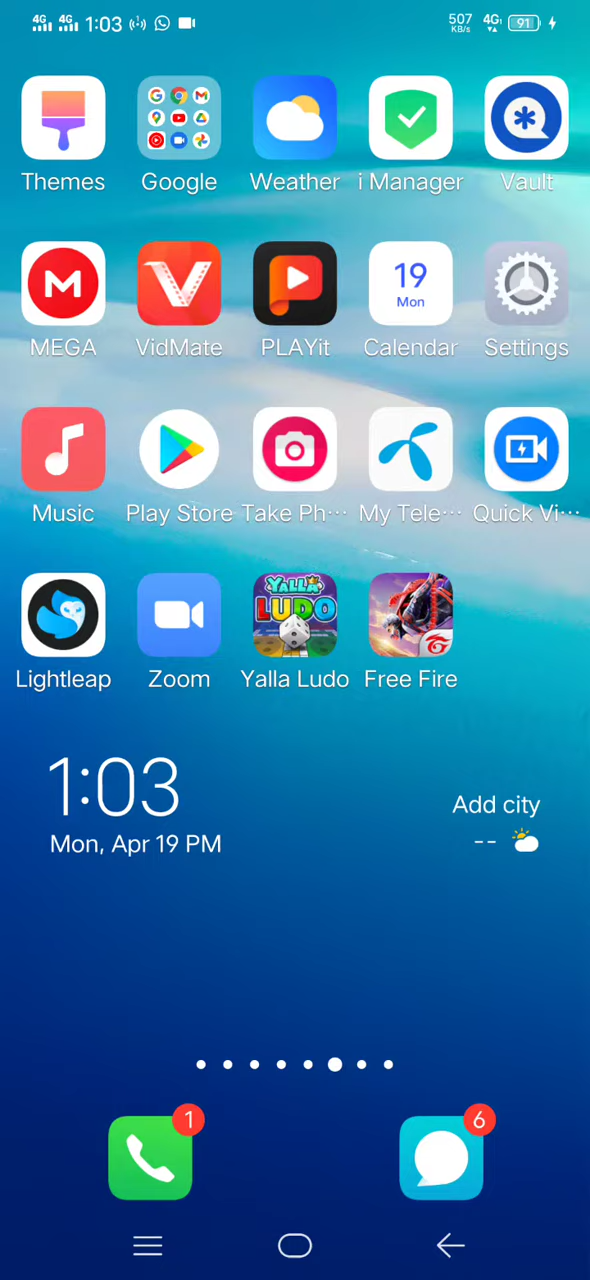 4G 4G 1:03 507 KB/s 4G 91
Themes Google Weather i Manager Vault
19
Mon
MEGA VidMate PLAYit Calendar Settings
Music Play Store Take Ph··· My Tele··· Quick Vi···
YALLA
LUDO
Lightleap Zoom Yalla Ludo Free Fire
1:03
Add city
Mon, Apr 19 PM --
1 6